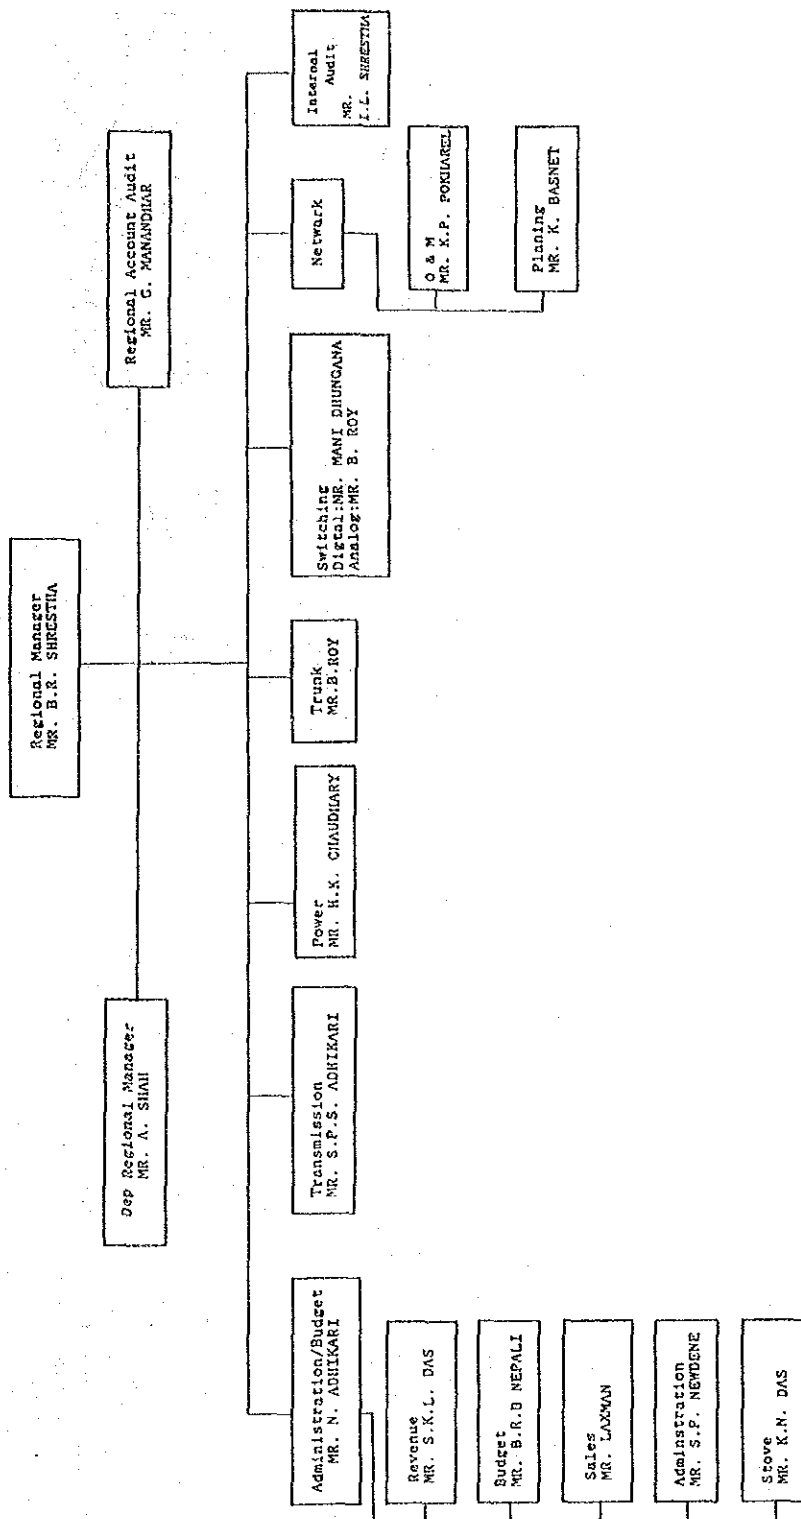 Regional Manager
MR. B.R. SHRESTHA
Dep Regional Manager
MR. A. SHAH
Regional Account Audit
MR. G. MANANDHAR
Administration/Budget
MR. N. ADHIKARI
Transmission
MR. S.P.S. ADHIKARI
Power
MR. H.K. CHAUDHARY
Trunk
MR.B.ROY
Switching
Digtal:MR. MANI DHUNGANA
Analog:MR. B. ROY
Network
Internal
Audit
MR.
I.L. SHRESTHA
Revenue
MR. S.K.L. DAS
Budget
MR. B.R.B NEPALI
Sales
MR. LAXMAN
Adminstration
MR. S.P. NEWDENE
Stove
MR. K.N. DAS
O & M
MR. K.P. POKHAREL
Planing
MR. K. BASNET